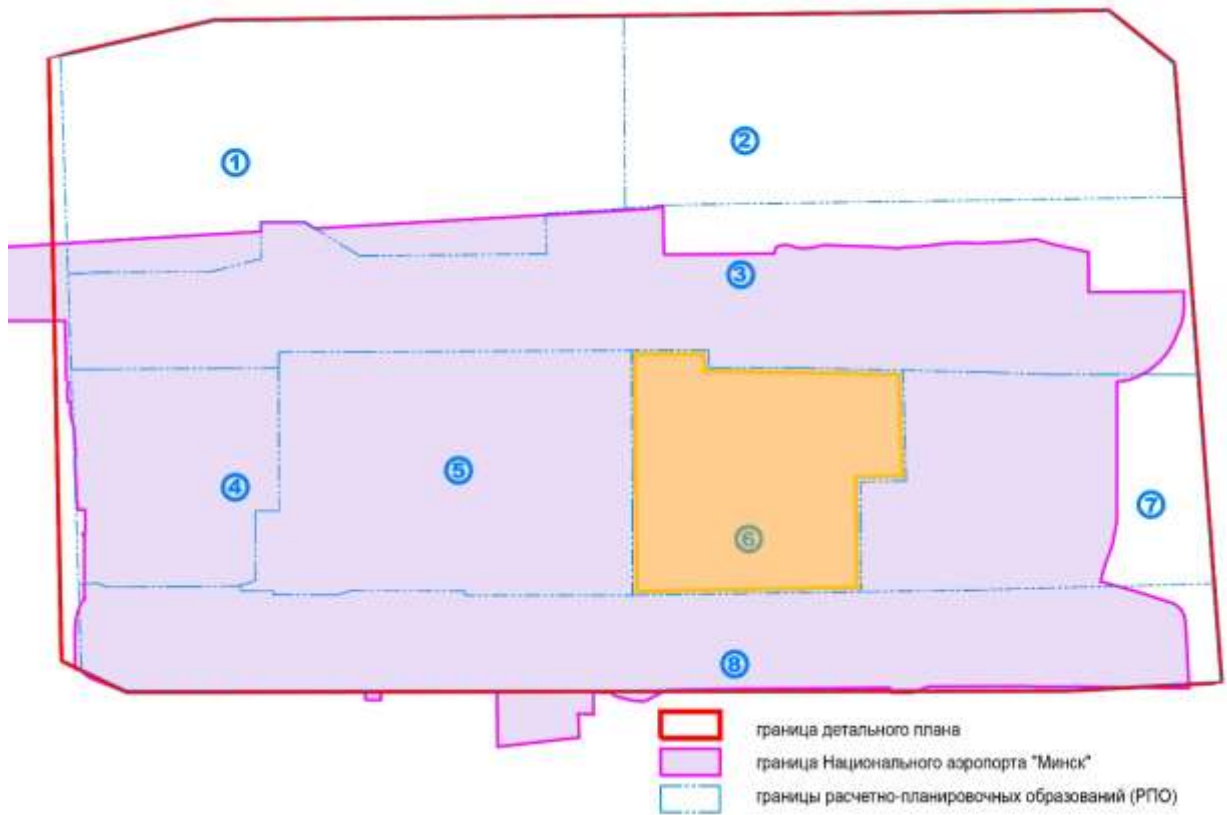 1
2
3
4
5
6
7
8
граница детального плана
граница Национального аэропорта "Минск"
границы расчетно-планировочных образований (РПО)